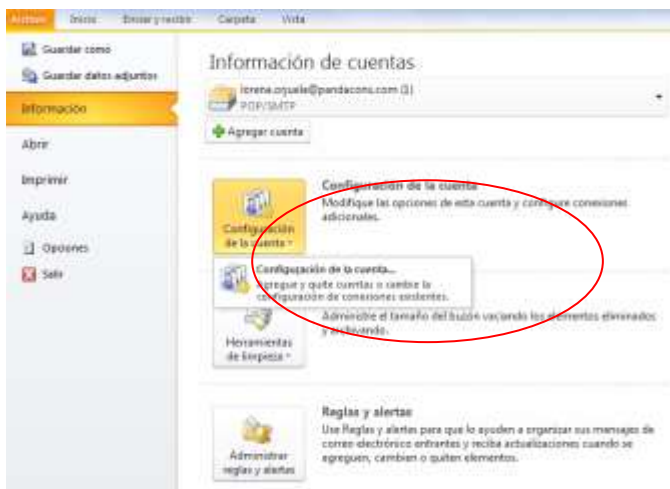 Archivo Inicio Enviar y recibir Carpeta Vista
Guardar como
Guardar datos adjuntos
Información
Abrir
Imprimir
Ayuda
Opciones
Salir
Información de cuentas
@pandacons.com (1)
POP/SMTP
Agregar cuenta
Configuración
de la cuenta
Configuración de la cuenta
Modifique las opciones de esta cuenta y configure conexiones
adicionales.
Configuración de la cuenta...
Agregue y quite cuentas o cambie la
configuración de conexiones existentes.
Herramientas
de limpieza
Administre el tamaño del buzón vaciando los elementos eliminados
y archivando.
Administrar
reglas y alertas
Reglas y alertas
Use Reglas y alertas para que lo ayuden a organizar sus mensajes de
correo electrónico entrantes y reciba actualizaciones cuando se
agreguen, cambien o quiten elementos.